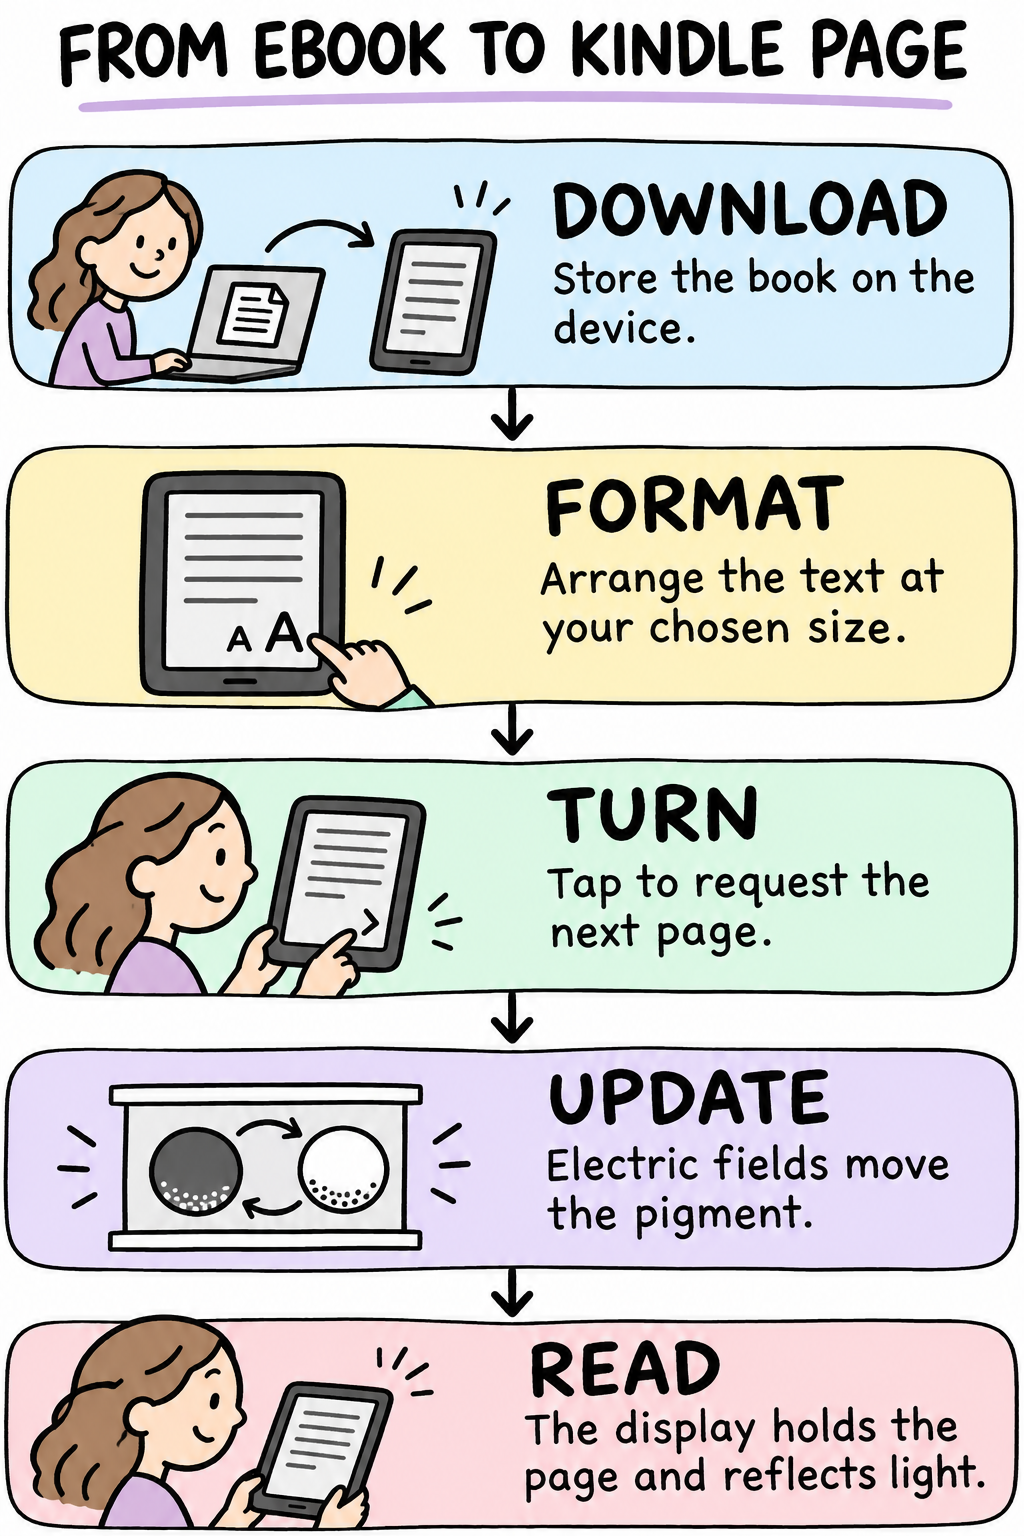 FROM EBOOK TO KINDLE PAGE
DOWNLOAD
Store the book on the
device.
FORMAT
Arrange the text at
your chosen size.
A A
TURN
Tap to request the
next page.
UPDATE
Electric fields move
the pigment.
READ
The display holds the
page and reflects light.